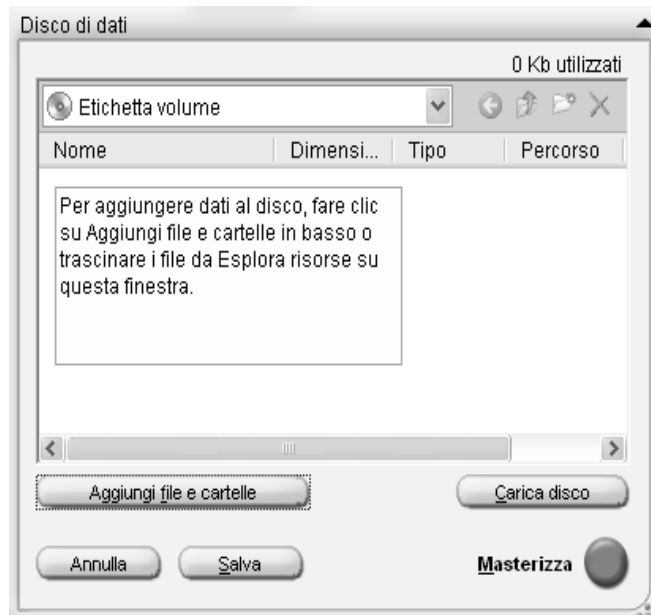 Disco di dati
0 Kb utilizzati
Etichetta volume
Nome Dimensi... Tipo Percorso
Per aggiungere dati al disco, fare clic
su Aggiungi file e cartelle in basso o
trascinare i file da Esplora risorse su
questa finestra.
Aggiungi file e cartelle Carica disco
Annulla Salva Masterizza